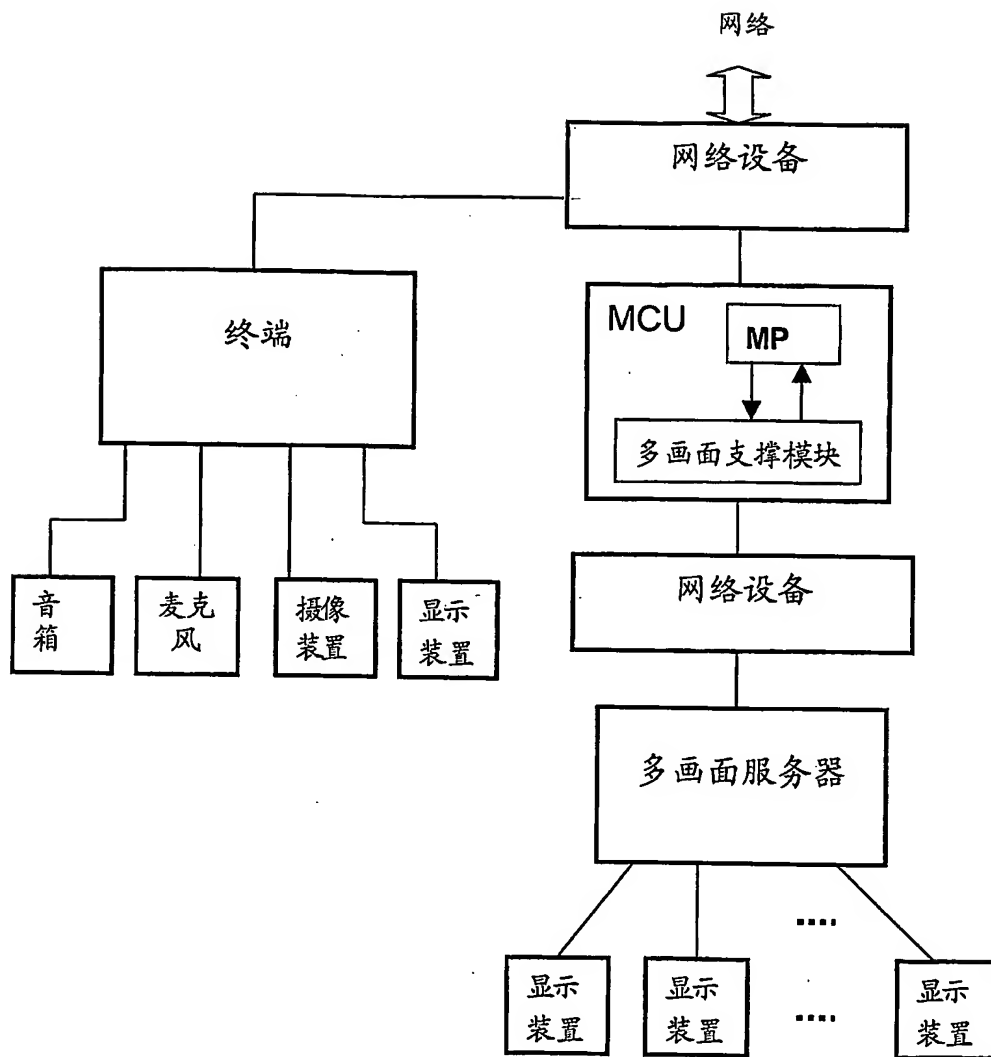 网络
网络设备
终端
MCU
MP
多画面支撑模块
音
箱
麦克
风
摄像
装置
显示
装置
网络设备
多画面服务器
显示
装置
显示
装置
显示
装置